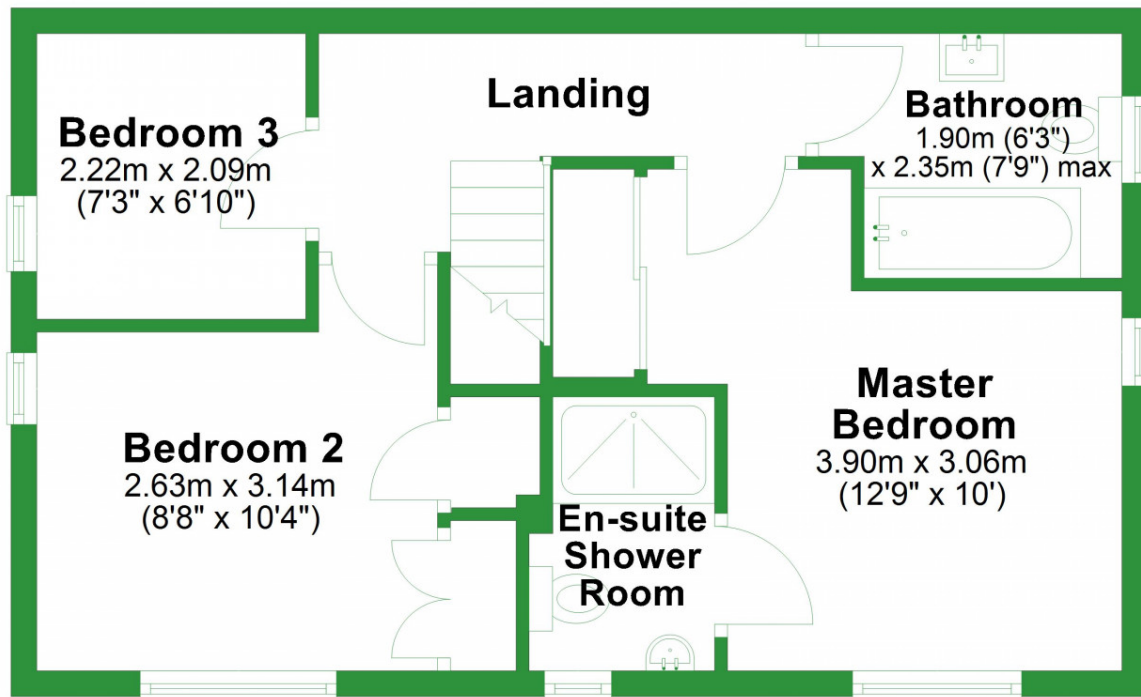 Landing
Bedroom 3
2.22m x 2.09m
(7'3" x 6'10")
Bathroom
1.90m (6'3")
x 2.35m (7'9") max
Bedroom 2
2.63m x 3.14m
(8'8" x 10'4")
Master
Bedroom
3.90m x 3.06m
(12'9" x 10')
En-suite
Shower
Room